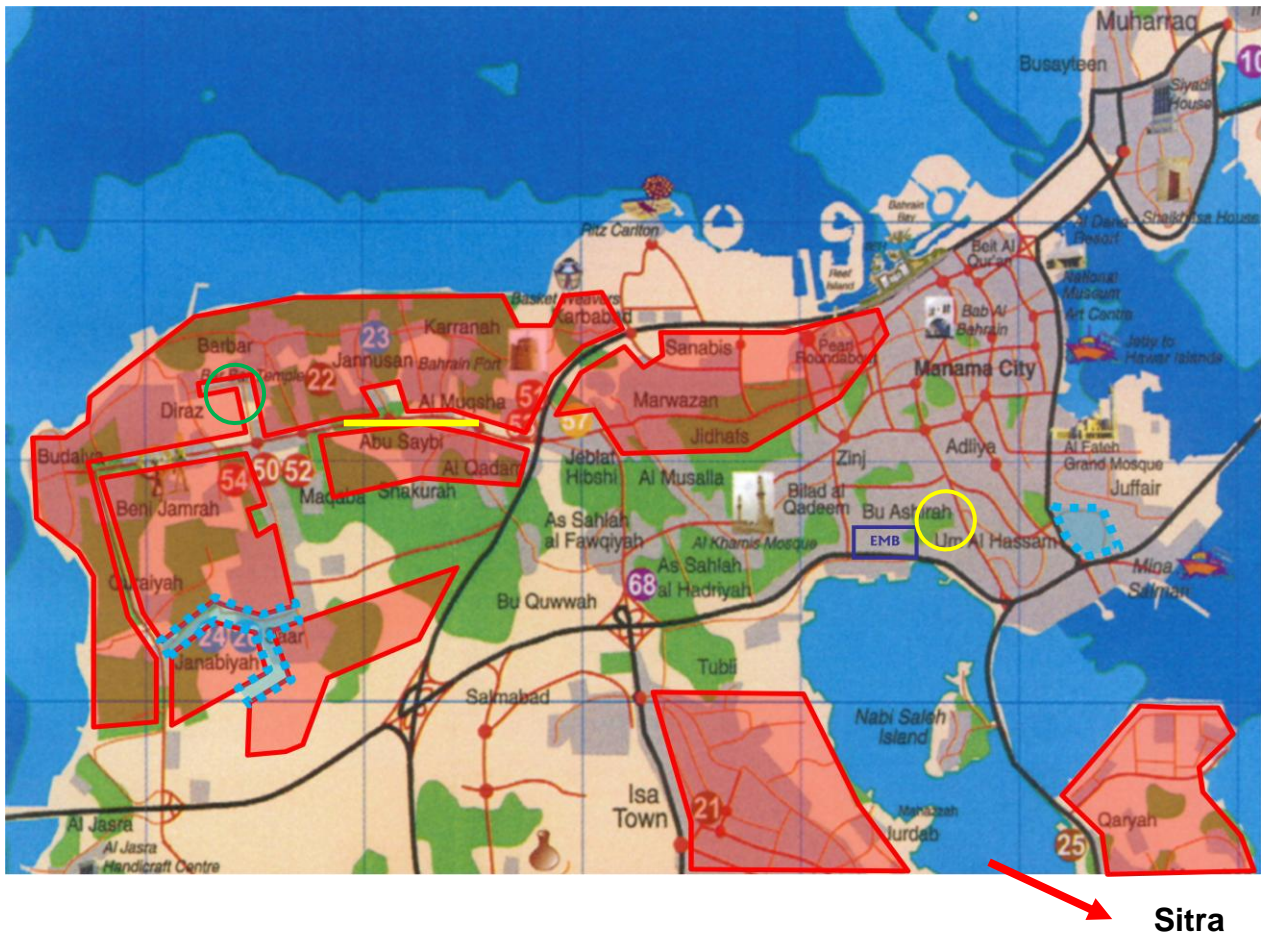 Muharraq
Busayteen
10
Siyadi
House
Sheikh Isa House
Ritz Carlton
Bahrain
Bay
Reef
Island
Beit Al
Qur'an
Al Dana
Resort
National
Museum
Art Centre
Bab Al
Bahrain
Jetty to
Hawar Islands
Basket Weavers
Karbabad
Karranah
23
Barbar
Jannusan
Bahrain Fort
Sanabis
Pearl
Roundabout
Manama City
Temple
22
Diraz
Al Muqsha
51
Marwazan
57
Jidhafs
Abu Saybi
Budaiya
Al Qadam
Jeblat
Hibshi
Al Musalla
Zinj
Adliya
Al Fateh
Grand Mosque
Juffair
54
50
52
Maqaba
Shakurah
Beni Jamrah
Bilad al
Qadeem
Bu Ashirah
As Sahlah
al Fawqiyah
Al Khamis Mosque
EMB
Um Al Hassam
Mina
Salman
Quraiyah
As Sahlah
al Hadriyah
68
Bu Quwwah
24
26
Janabiyah
Tubli
Salmabad
Nabi Saleh
Island
Isa
Town
21
Jurdab
Qaryah
25
Al Jasra
Al Jasra
Handicraft Centre
Sitra